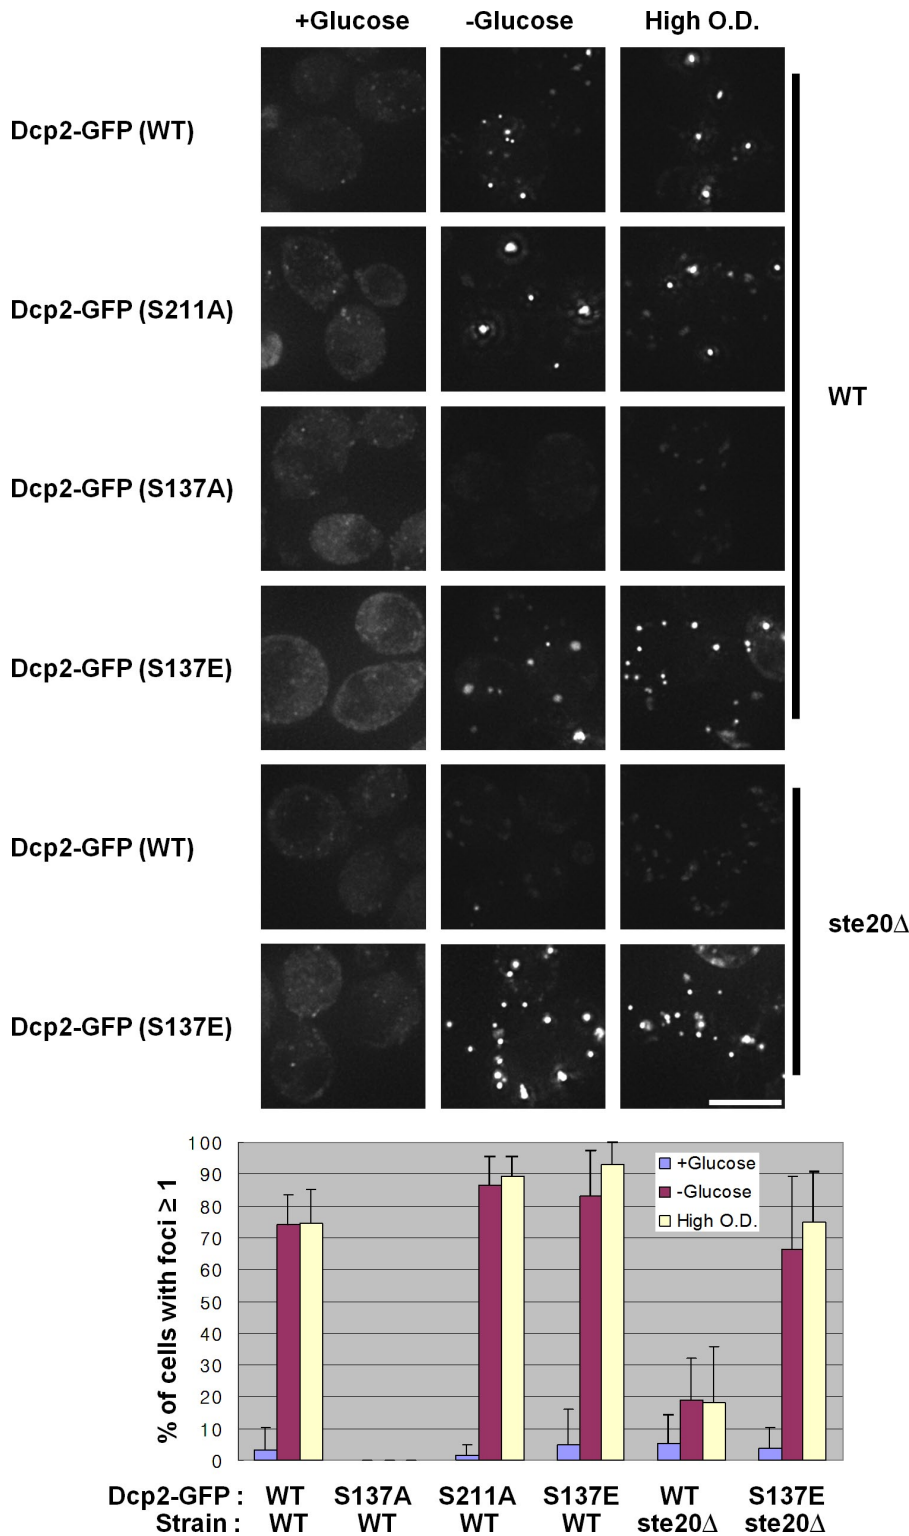 +Glucose -Glucose High O.D.
Dcp2-GFP (WT)
Dcp2-GFP (S211A)
WT
Dcp2-GFP (S137A)
Dcp2-GFP (S137E)
Dcp2-GFP (WT)
ste20Δ
Dcp2-GFP (S137E)
% of cells with foci ≥ 1
100
90
80
70
60
50
40
30
20
10
0
+Glucose
-Glucose
High O.D.
Dcp2-GFP : WT S137A S211A S137E WT S137E
Strain : WT WT WT WT ste20Δ ste20Δ